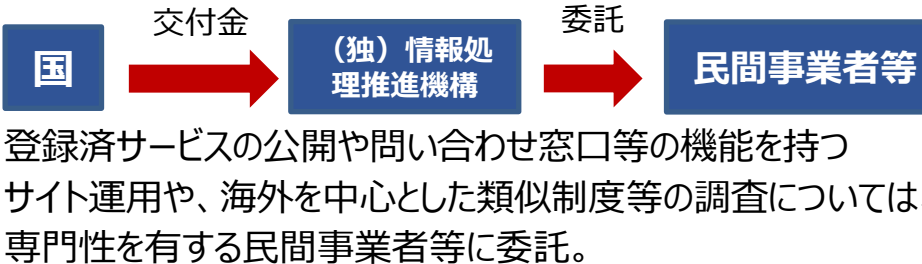 交付金
委託
国
（独）情報処
理推進機構
民間事業者等
登録済サービスの公開や問い合わせ窓口等の機能を持つ
サイト運用や、海外を中心とした類似制度等の調査については
専門性を有する民間事業者等に委託。